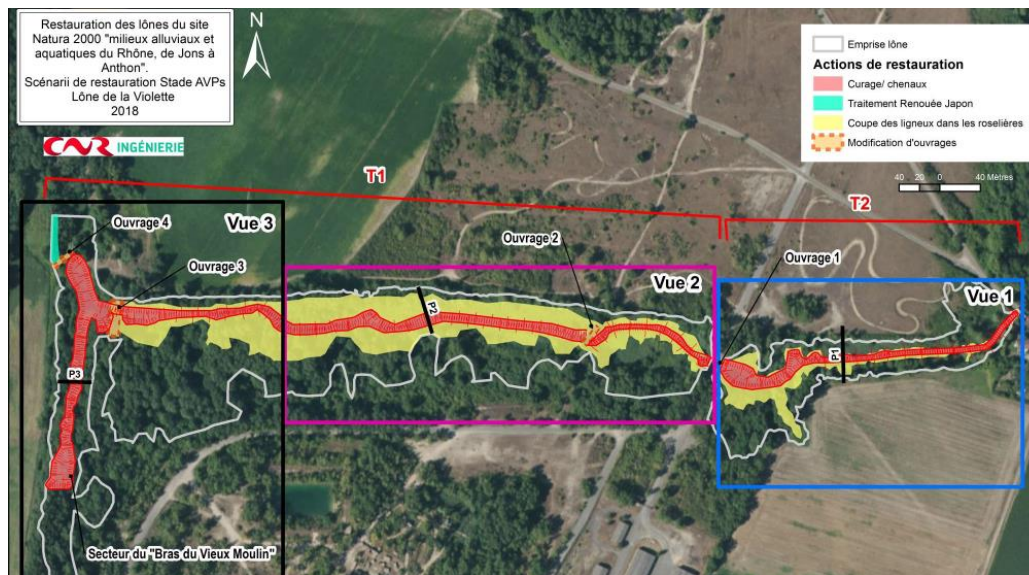 Restauration des lônes du site
Natura 2000 "milieux alluviaux et
aquatiques du Rhône, de Jons à
Anthon".
Scénarii de restauration Stade AVPs
Lône de la Violette
2018
N
CNR INGÉNIERIE
Emprise lône
Actions de restauration
Curage/ chenaux
Traitement Renouée Japon
Coupe des ligneux dans les roselières
Modification d'ouvrages
40 20 0 40 Mètres
T1
T2
Ouvrage 4
Vue 3
Ouvrage 3
Ouvrage 2
Vue 2
Ouvrage 1
Vue 1
P2
P1
P3
Secteur du "Bras du Vieux Moulin"